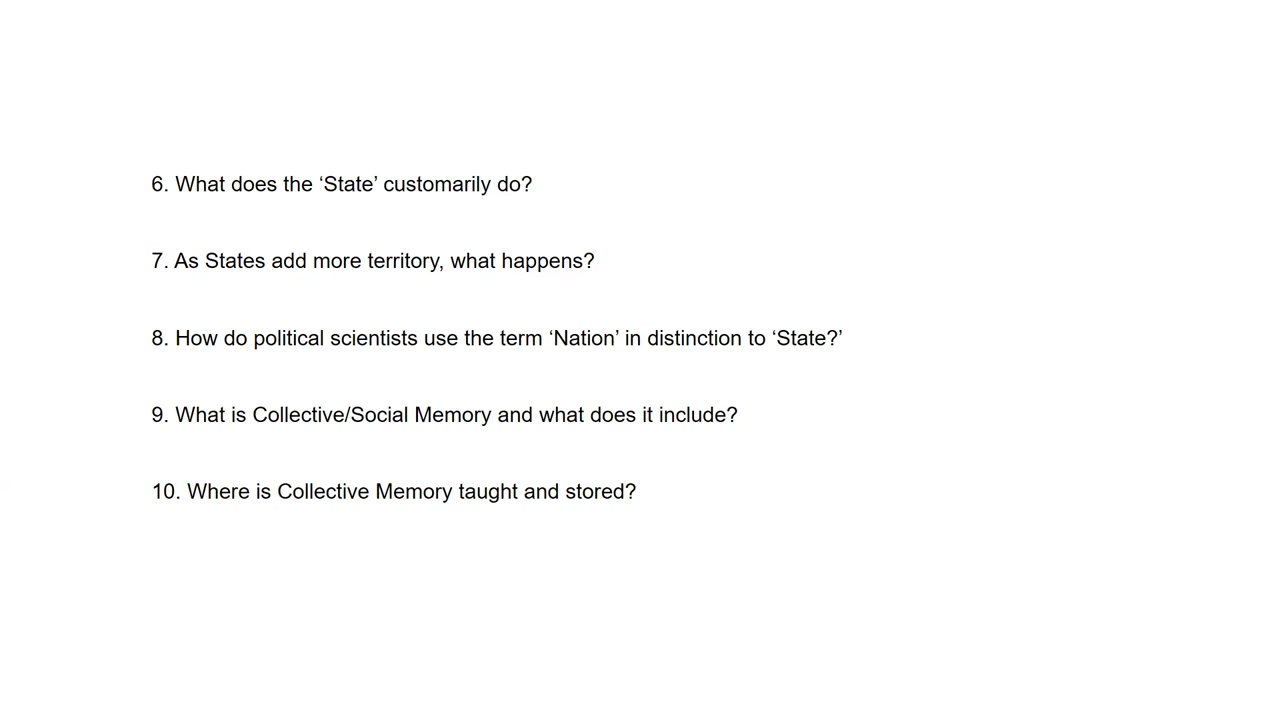 6. What does the ‘State’ customarily do?
7. As States add more territory, what happens?
8. How do political scientists use the term ‘Nation’ in distinction to ‘State?’
9. What is Collective/Social Memory and what does it include?
10. Where is Collective Memory taught and stored?